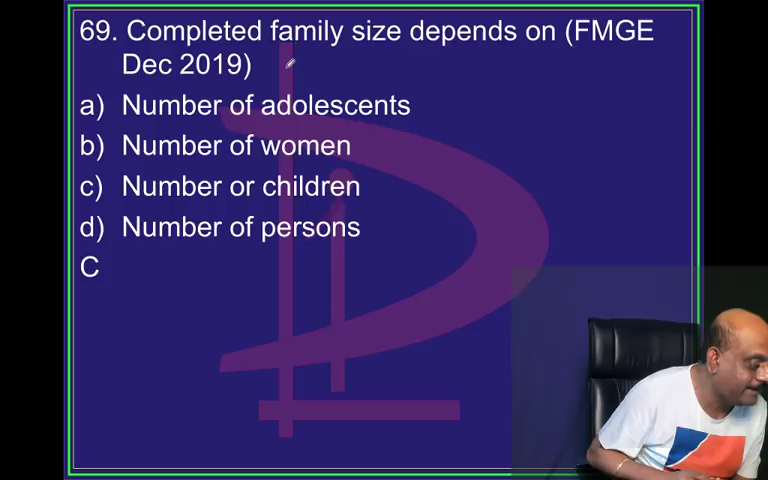 69. Completed family size depends on (FMGE
Dec 2019)
a) Number of adolescents
b) Number of women
c) Number or children
d) Number of persons
C